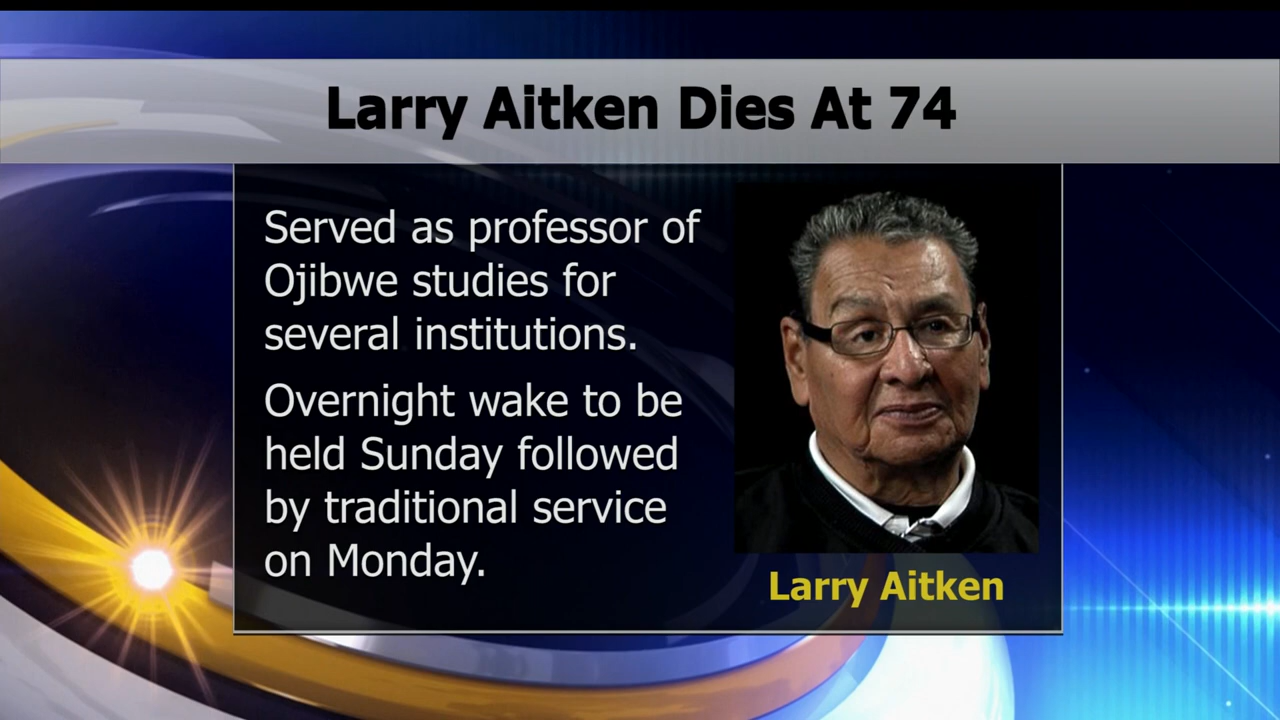 Larry Aitken Dies At 74
Served as professor of
Ojibwe studies for
several institutions.
Overnight wake to be
held Sunday followed
by traditional service
on Monday.
Larry Aitken